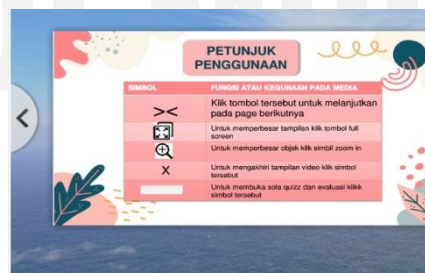 PETUNJUK
PENGGUNAAN
SIMBOL FUNGSI ATAU KEGUNAAN PADA MEDIA
>< Klik tombol tersebut untuk melanjutkan
pada page berikutnya
Untuk memperbesar tampilan klik tombol full
screen
Untuk memperbesar objek klik simbil zoom in
X Untuk mengakhiri tampilan video klik simbol
tersebut
Untuk membuka sola quizz dan evaluasi klikk
simbol tersebut